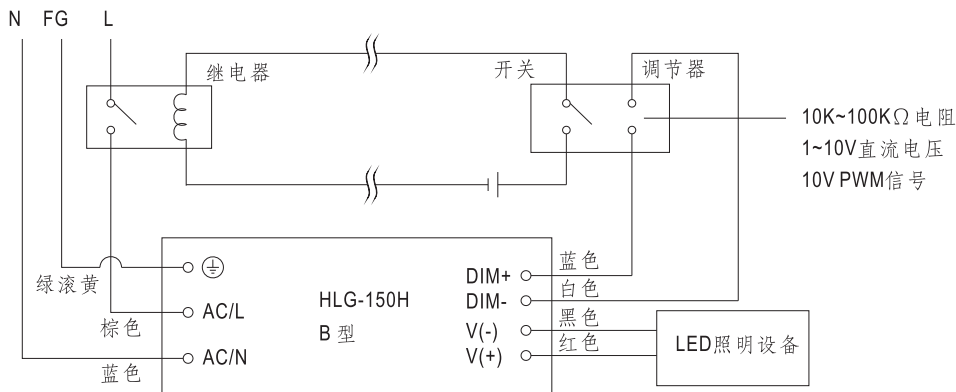 N FG L
继电器
开关
调节器
10K~100KΩ电阻
1~10V直流电压
10V PWM信号
绿滚黄
棕色
蓝色
AC/L
AC/N
HLG-150H
B型
DIM+
DIM-
V(-)
V(+)
蓝色
白色
黑色
红色
LED照明设备